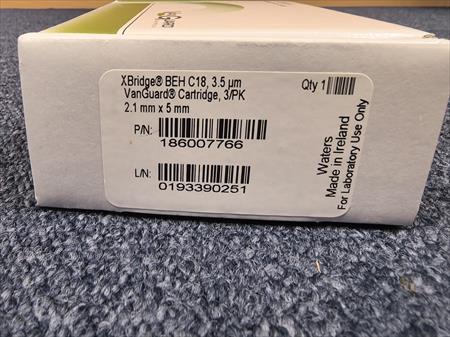 XBridge® BEH C18, 3.5 µm
VanGuard® Cartridge, 3/PK
2.1 mm x 5 mm
Qty 1
P/N:
186007766
L/N:
0193390251
Waters
Made in Ireland
For Laboratory Use Only